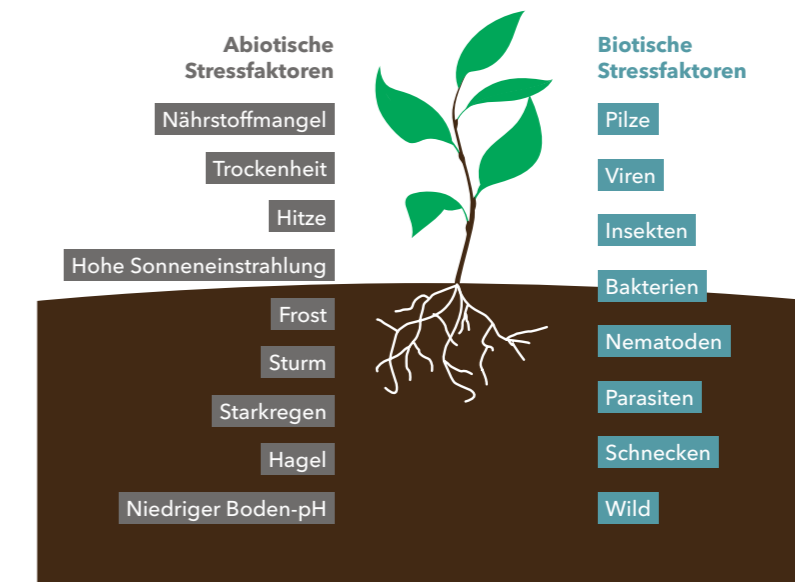 Abiotische
Stressfaktoren
Nährstoffmangel
Trockenheit
Hitze
Hohe Sonneneinstrahlung
Frost
Sturm
Starkregen
Hagel
Niedriger Boden-pH
Biotische
Stressfaktoren
Pilze
Viren
Insekten
Bakterien
Nematoden
Parasiten
Schnecken
Wild